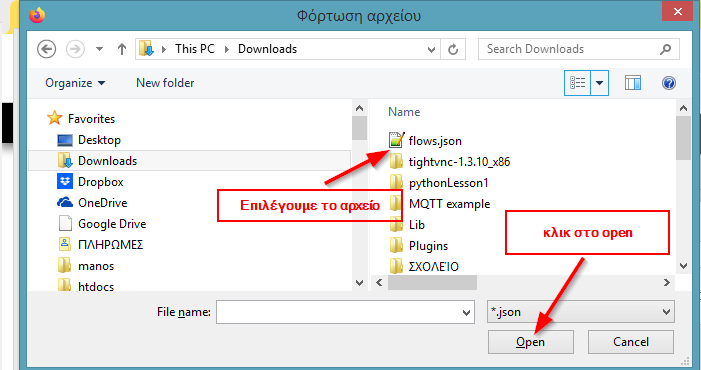 Φόρτωση αρχείου
This PC Downloads
Search Downloads
Organize New folder
Favorites
Desktop
Downloads
Dropbox
OneDrive
Google Drive
ΠΛΗΡΩΜΕΣ
manos
htdocs
Name
flows.json
tightvnc-1.3.10_x86
pythonLesson1
MQTT example
Lib
Plugins
ΣΧΟΛΕΊΟ
Επιλέγουμε το αρχείο
κλικ στο open
File name:
*.json
Open Cancel